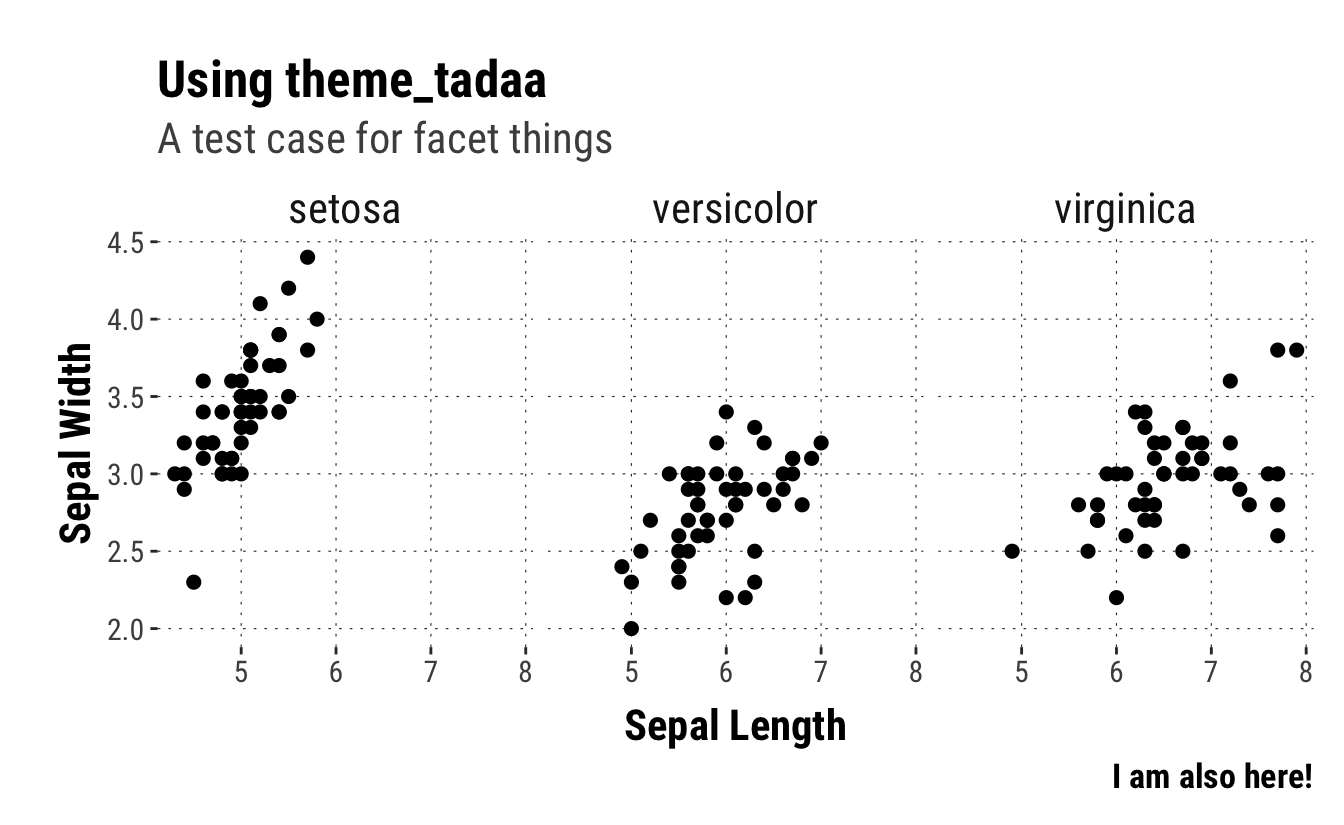 Using theme_tadaa
A test case for facet things
setosa versicolor virginica
4.5
4.0
3.5
3.0
2.5
2.0
Sepal Width
5 6 7 8 5 6 7 8 5 6 7 8
Sepal Length
I am also here!